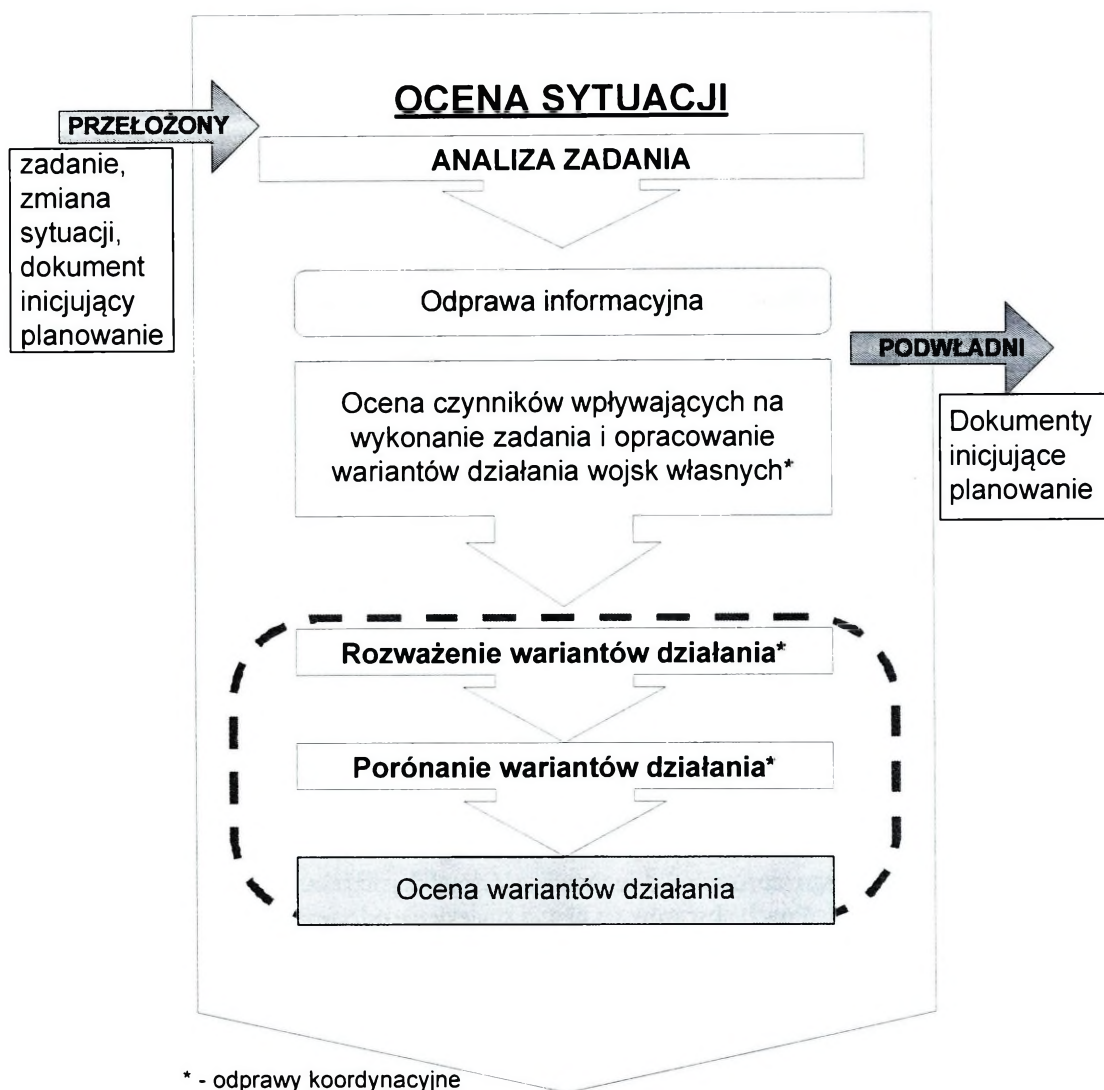 OCENA SYTUACJI
PRZEŁOŻONY
zadanie,
zmiana
sytuacji,
dokument
inicjujący
planowanie
ANALIZA ZADANIA
Odprawa informacyjna
PODWŁADNI
Dokumenty
inicjujące
planowanie
Ocena czynników wpływających na
wykonanie zadania i opracowanie
wariantów działania wojsk własnych*
Rozważenie wariantów działania*
Porónanie wariantów działania*
Ocena wariantów działania
* - odprawy koordynacyjne